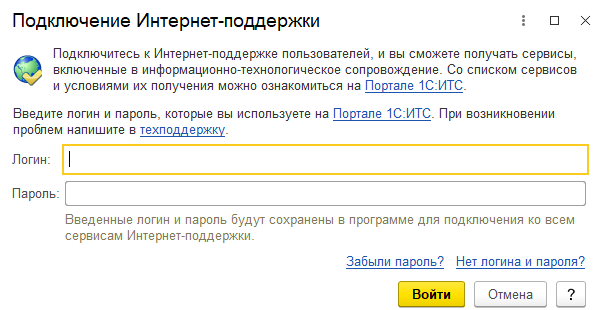 Подключение Интернет-поддержки
Подключитесь к Интернет-поддержке пользователей, и вы сможете получать сервисы,
включенные в информационно-технологическое сопровождение. Со списком сервисов
и условиями их получения можно ознакомиться на Портале 1С:ИТС.
Введите логин и пароль, которые вы используете на Портале 1С:ИТС. При возникновении
проблем напишите в техподдержку.
Логин:
Пароль:
Введенные логин и пароль будут сохранены в программе для подключения ко всем
сервисам Интернет-поддержки.
Забыли пароль? Нет логина и пароля?
Войти Отмена ?